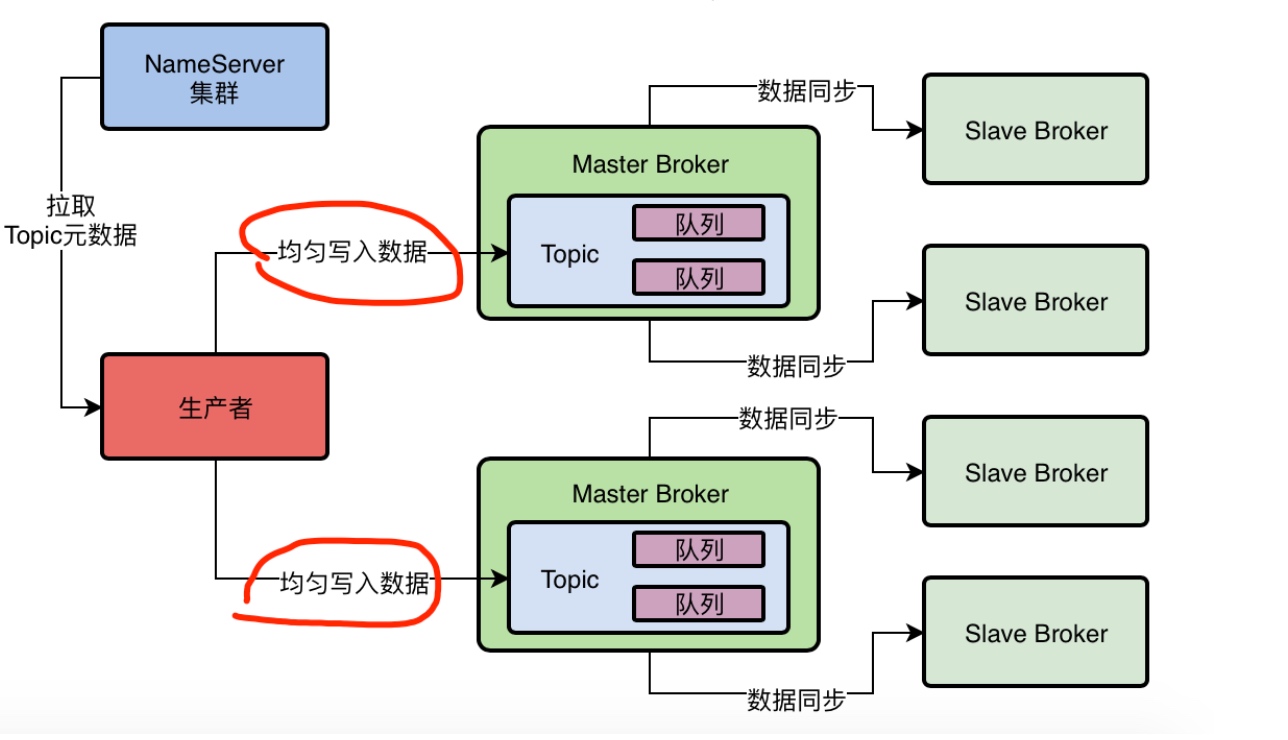 NameServer
集群
数据同步
Slave Broker
Master Broker
拉取
Topic元数据
均匀写入数据
Topic
队列
队列
Slave Broker
数据同步
生产者
数据同步
Slave Broker
Master Broker
均匀写入数据
Topic
队列
队列
Slave Broker
数据同步